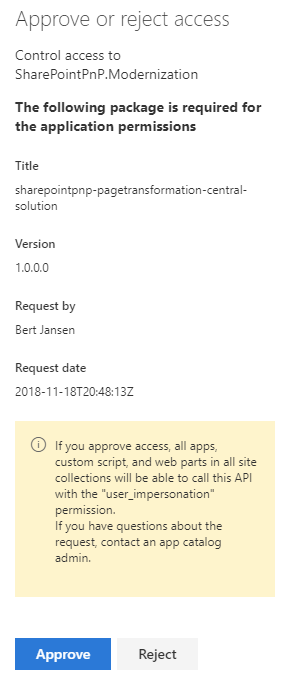 Approve or reject access
Control access to
SharePointPnP.Modernization
The following package is required for
the application permissions
Title
sharepointpnp-pagetransformation-central-
solution
Version
1.0.0.0
Request by
Bert Jansen
Request date
2018-11-18T20:48:13Z
If you approve access, all apps,
custom script, and web parts in all site
collections will be able to call this API
with the "user_impersonation"
permission.
If you have questions about the
request, contact an app catalog
admin.
Approve
Reject